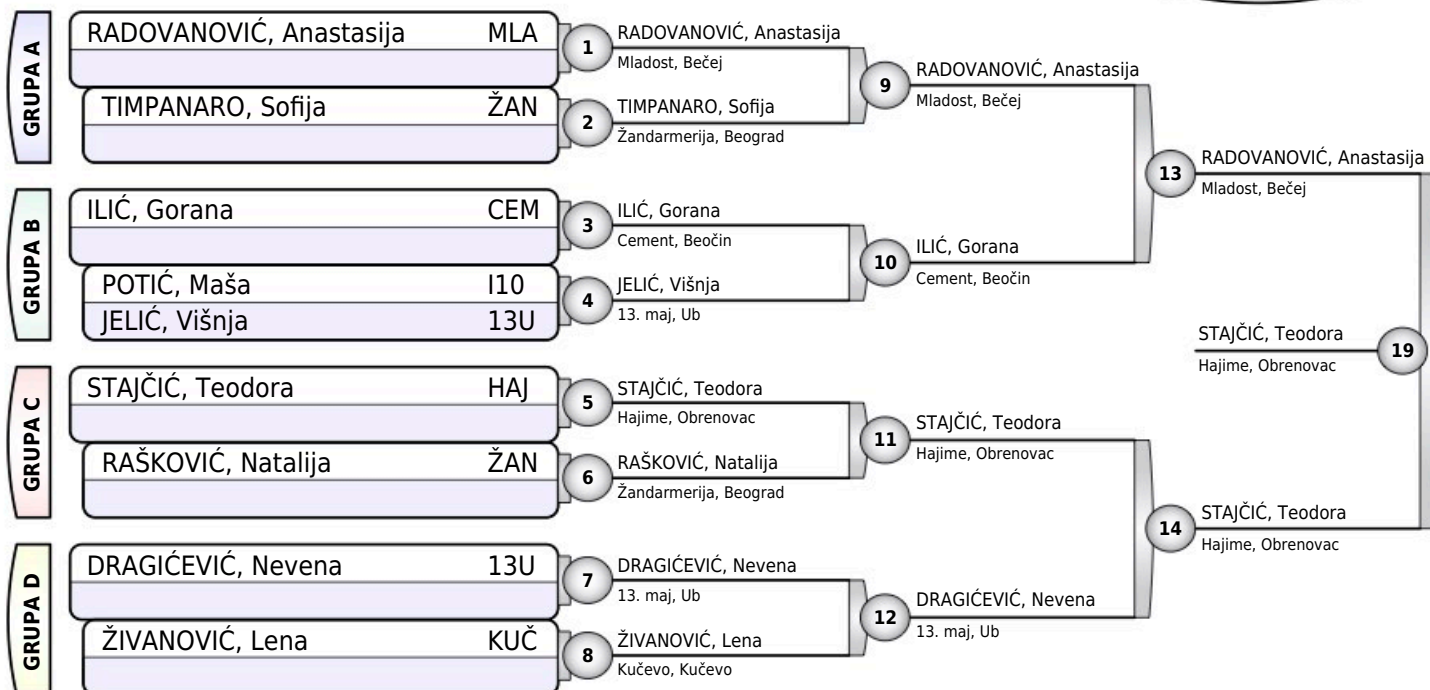 GRUPA A
RADOVANOVIĆ, Anastasija MLA
TIMPANARO, Sofija ŽAN
GRUPA B
ILIĆ, Gorana CEM
POTIĆ, Maša I10
JELIĆ, Višnja 13U
GRUPA C
STAJČIĆ, Teodora HAJ
RAŠKOVIĆ, Natalija ŽAN
GRUPA D
DRAGIĆEVIĆ, Nevena 13U
ŽIVANOVIĆ, Lena KUČ
1
RADOVANOVIĆ, Anastasija
Mladost, Bečej
2
TIMPANARO, Sofija
Žandarmerija, Beograd
3
ILIĆ, Gorana
Cement, Beočin
4
JELIĆ, Višnja
13. maj, Ub
5
STAJČIĆ, Teodora
Hajime, Obrenovac
6
RAŠKOVIĆ, Natalija
Žandarmerija, Beograd
7
DRAGIĆEVIĆ, Nevena
13. maj, Ub
8
ŽIVANOVIĆ, Lena
Kučevo, Kučevo
9
RADOVANOVIĆ, Anastasija
Mladost, Bečej
10
ILIĆ, Gorana
Cement, Beočin
11
STAJČIĆ, Teodora
Hajime, Obrenovac
12
DRAGIĆEVIĆ, Nevena
13. maj, Ub
13
RADOVANOVIĆ, Anastasija
Mladost, Bečej
14
STAJČIĆ, Teodora
Hajime, Obrenovac
STAJČIĆ, Teodora
Hajime, Obrenovac
19